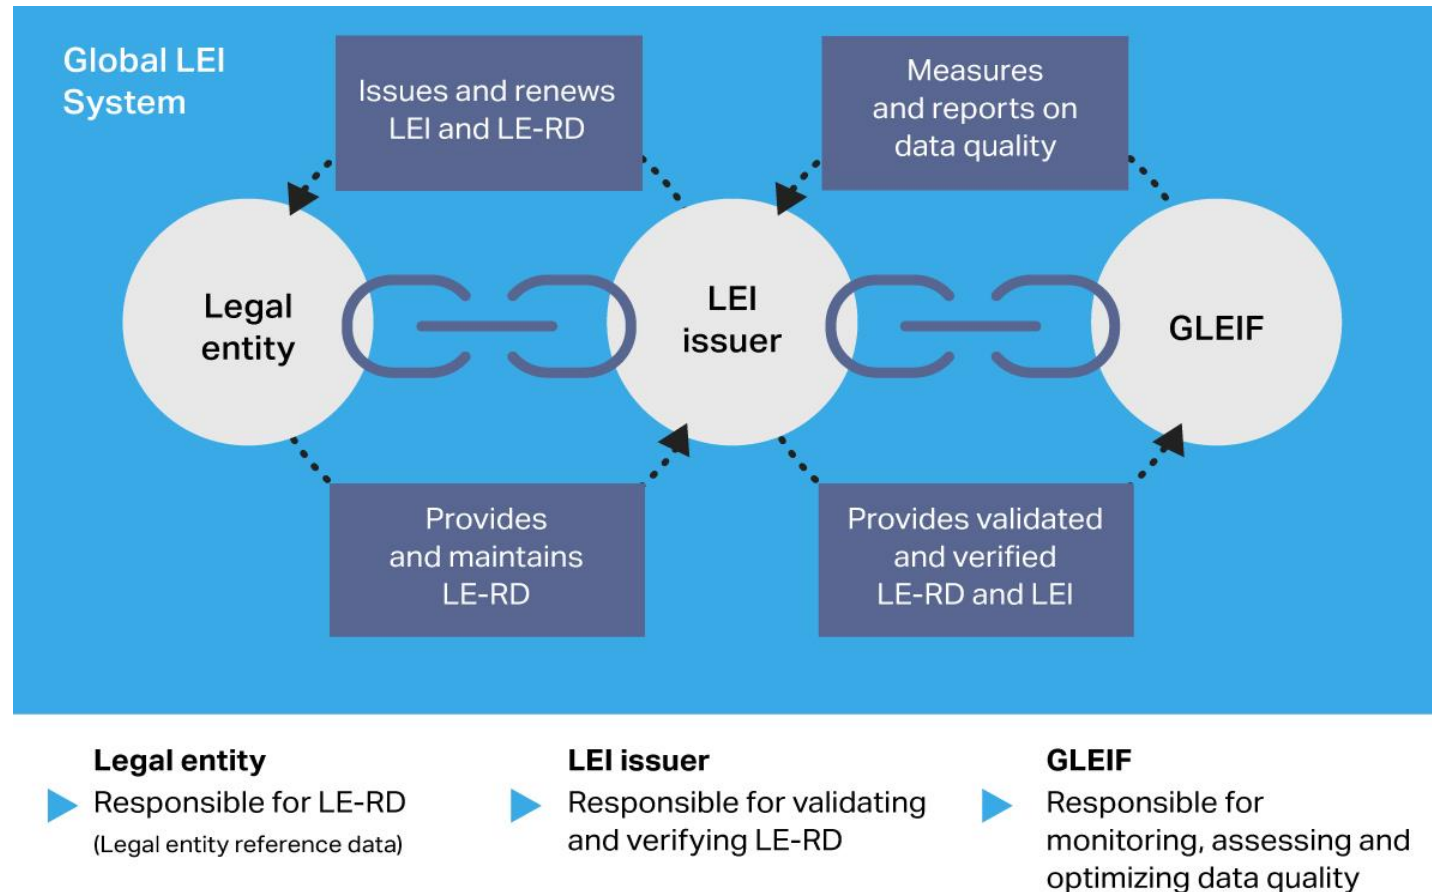 Global LEI
System
Issues and renews
LEI and LE-RD
Measures
and reports on
data quality
Legal
entity
LEI
issuer
GLEIF
Provides
and maintains
LE-RD
Provides validated
and verified
LE-RD and LEI
Legal entity
Responsible for LE-RD
(Legal entity reference data)
LEI issuer
Responsible for validating
and verifying LE-RD
GLEIF
Responsible for
monitoring, assessing and
optimizing data quality